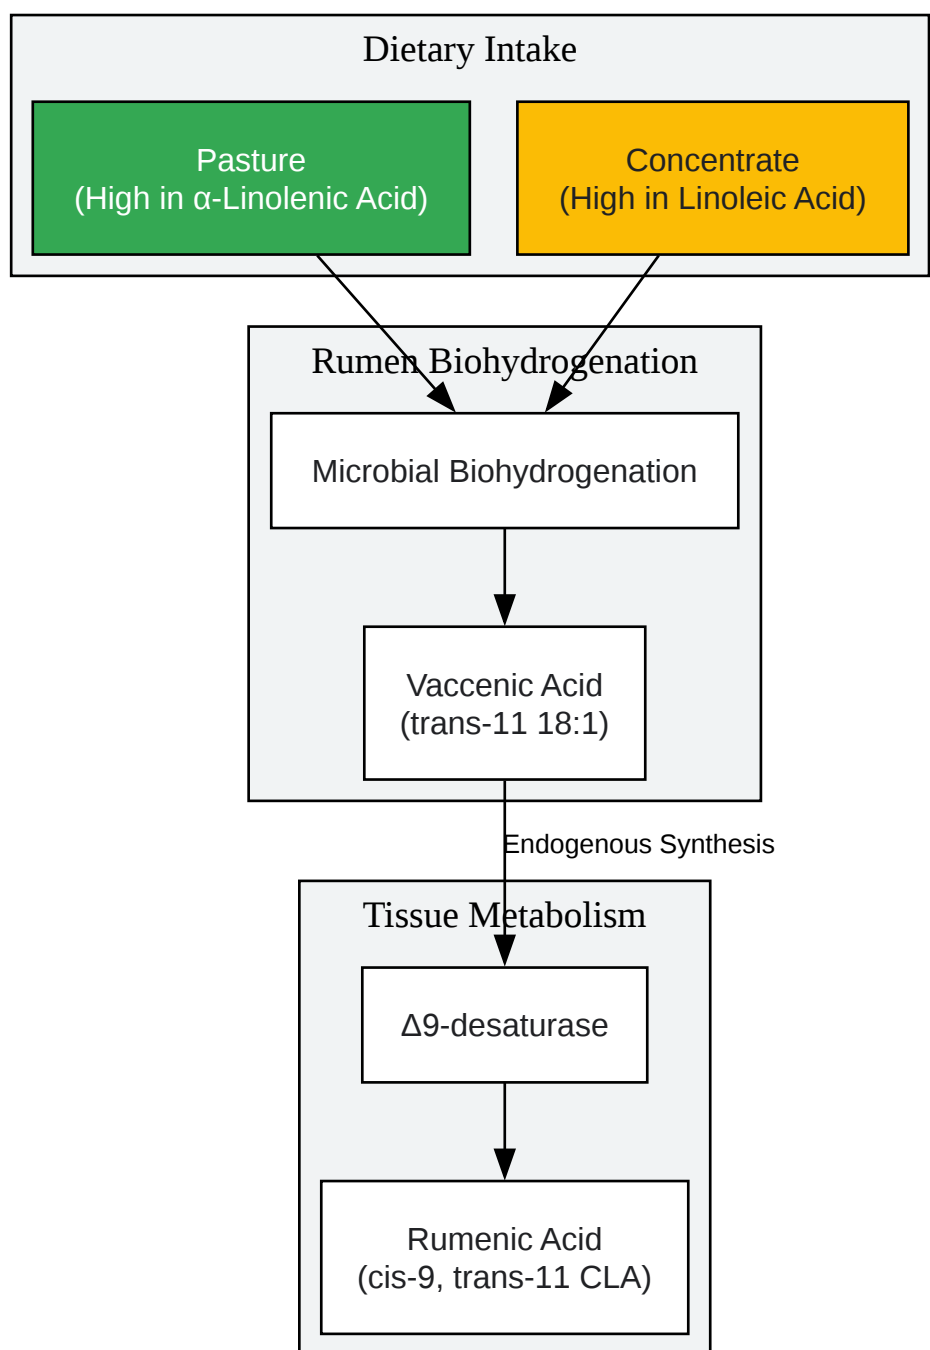 Dietary Intake
Pasture
(High in α-Linolenic Acid)
Concentrate
(High in Linoleic Acid)
Rumen Biohydrogenation
Microbial Biohydrogenation
Vaccenic Acid
(trans-11 18:1)
Endogenous Synthesis
Tissue Metabolism
Δ9-desaturase
Rumenic Acid
(cis-9, trans-11 CLA)